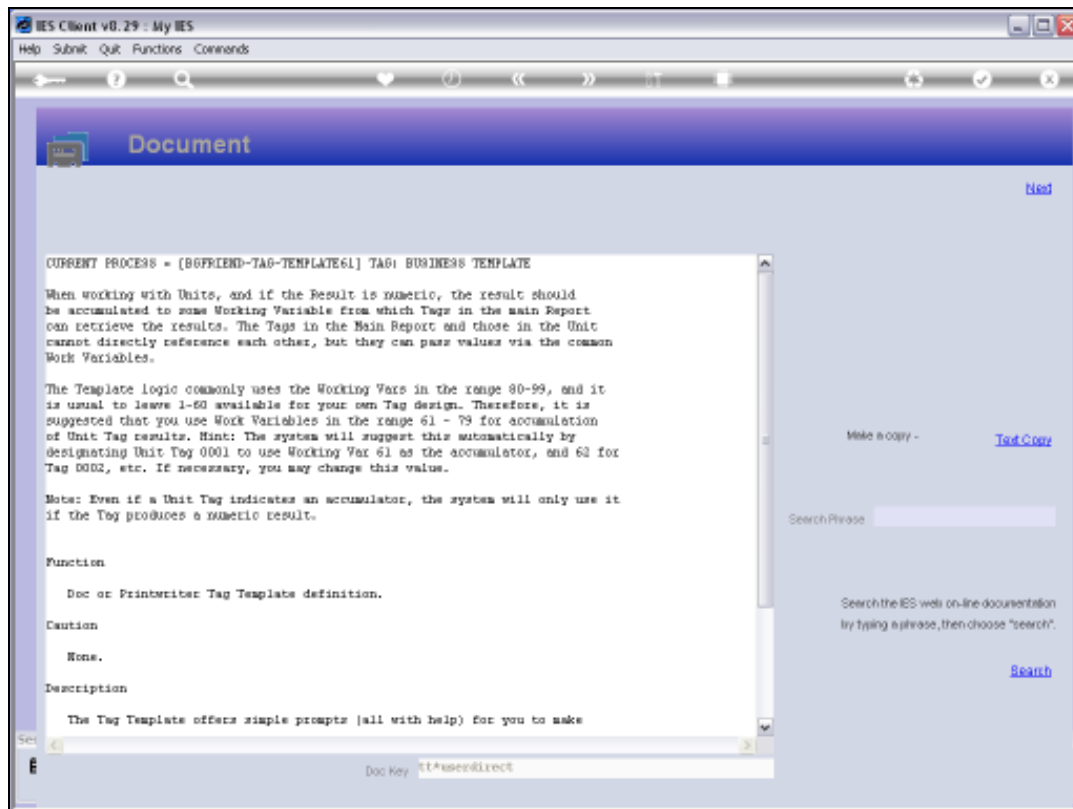 IES Client v8.29 : My IES
Help Submit Quit Functions Commands
Document
Next
CURRENT PROCESS = [BGFRIEND-TAG-TEMPLATE61] TAG: BUSINESS TEMPLATE
When working with Units, and if the Result is numeric, the result should
be accumulated to some Working Variable from which Tags in the main Report
can retrieve the results. The Tags in the Main Report and those in the Unit
cannot directly reference each other, but they can pass values via the common
Work Variables.
The Template logic commonly uses the Working Vars in the range 80-99, and it
is usual to leave 1-60 available for your own Tag design. Therefore, it is
suggested that you use Work Variables in the range 61 - 79 for accumulation
of Unit Tag results. Hint: The system will suggest this automatically by
designating Unit Tag 0001 to use Working Var 61 as the accumulator, and 62 for
Tag 0002, etc. If necessary, you may change this value.
Note: Even if a Unit Tag indicates an accumulator, the system will only use it
if the Tag produces a numeric result.
Function
Doc or Printwriter Tag Template definition.
Caution
None.
Description
The Tag Template offers simple prompts (all with help) for you to make
Make a copy -
Text Copy
Search Phrase
Search the IES web on-line documentation
by typing a phrase, then choose "search".
Search
Doc Key tt*userdirect